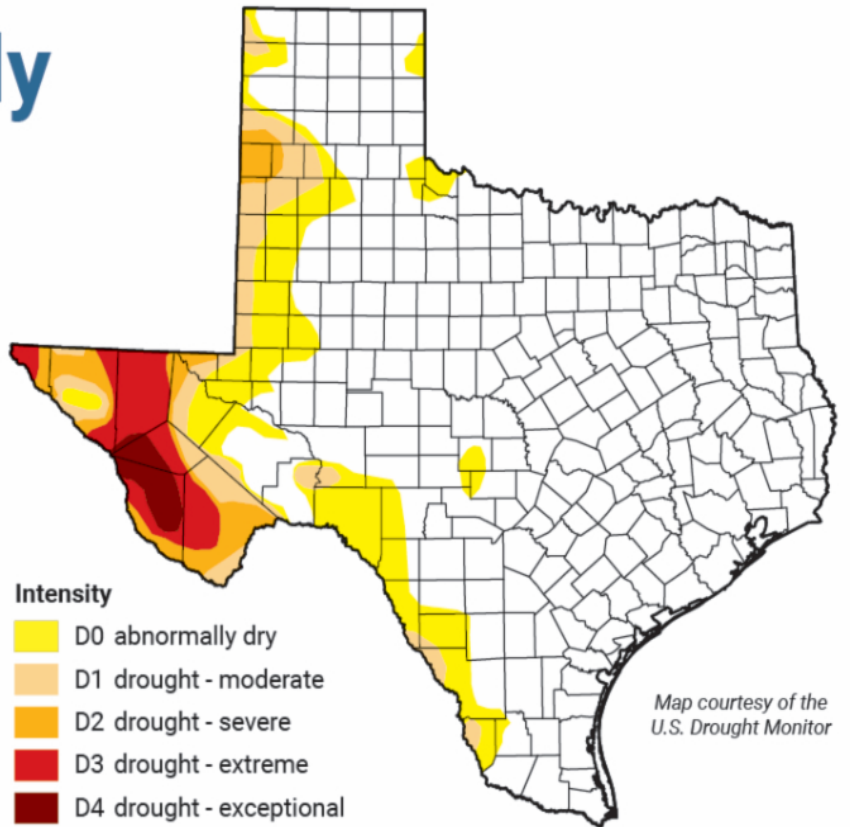 ly
Intensity
D0 abnormally dry
D1 drought - moderate
D2 drought - severe
D3 drought - extreme
D4 drought - exceptional
Map courtesy of the
U.S. Drought Monitor